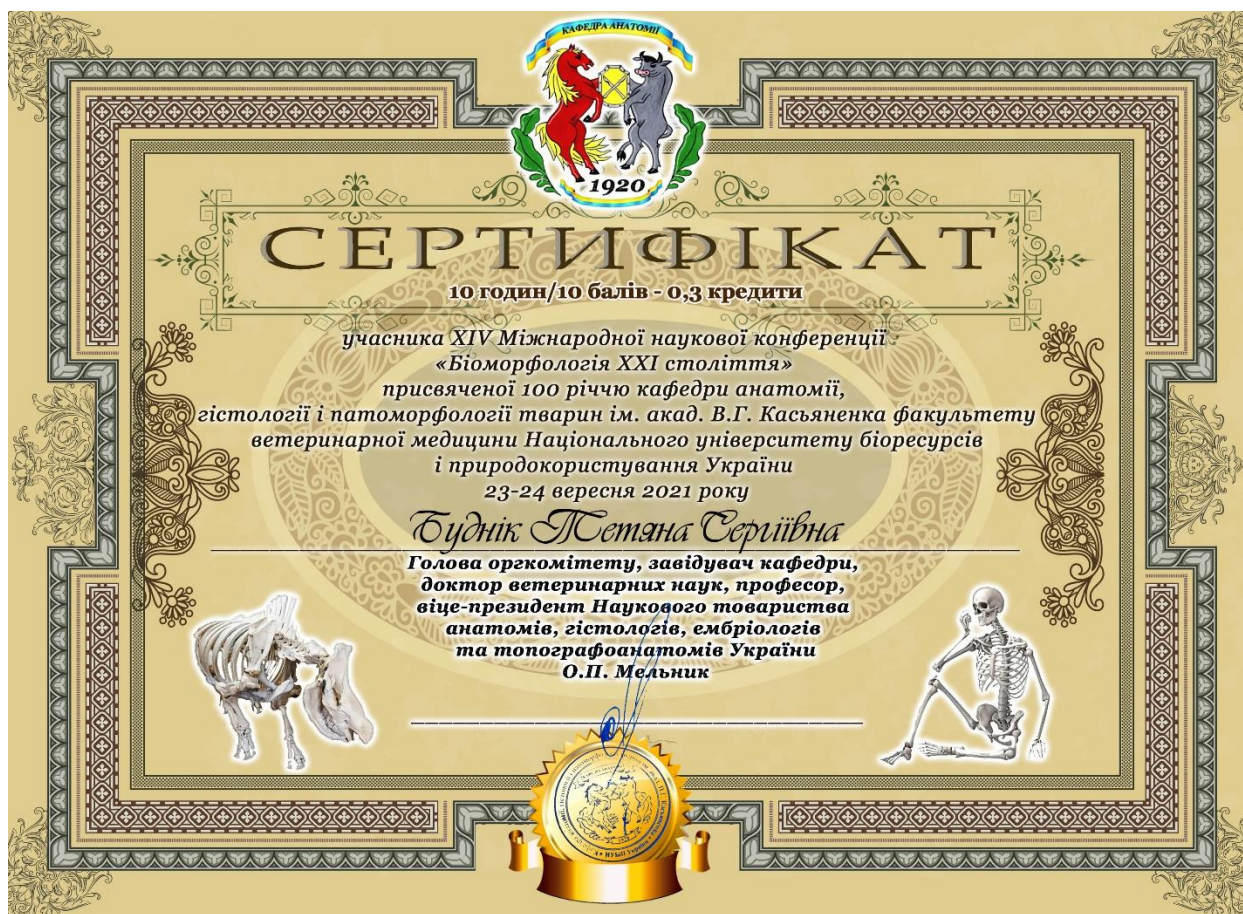 КАФЕДРА АНАТОМІЇ
1920
СЕРТИФІКАТ
10 годин/10 балів - 0,3 кредити
учасника XIV Міжнародної наукової конференції
«Біоморфологія XXI століття»
присвяченої 100 річчю кафедри анатомії,
гістології і патоморфології тварин ім. акад. В.Г. Касьяненка факультету
ветеринарної медицини Національного університету біоресурсів
і природокористування України
23-24 вересня 2021 року
Буднік Тетяна Сергіївна
Голова оргкомітету, завідувач кафедри,
доктор ветеринарних наук, професор,
віце-президент Наукового товариства
анатомів, гістологів, ембріологів
та топографоанатомів України
О.П. Мельник